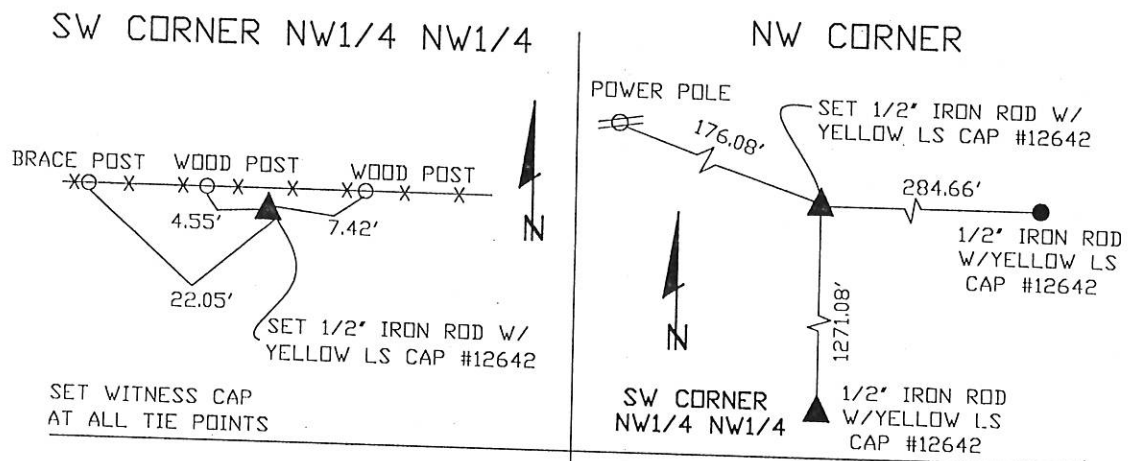 SW CORNER NW1/4 NW1/4
BRACE POST
WOOD POST
WOOD POST
4.55'
7.42'
22.05'
N
SET 1/2" IRON ROD W/
YELLOW LS CAP #12642
SET WITNESS CAP
AT ALL TIE POINTS
NW CORNER
POWER POLE
SET 1/2" IRON ROD W/
YELLOW LS CAP #12642
176.08'
284.66'
1/2" IRON ROD
W/YELLOW LS
CAP #12642
N
1271.08'
SW CORNER
NW1/4 NW1/4
1/2" IRON ROD
W/YELLOW LS
CAP #12642